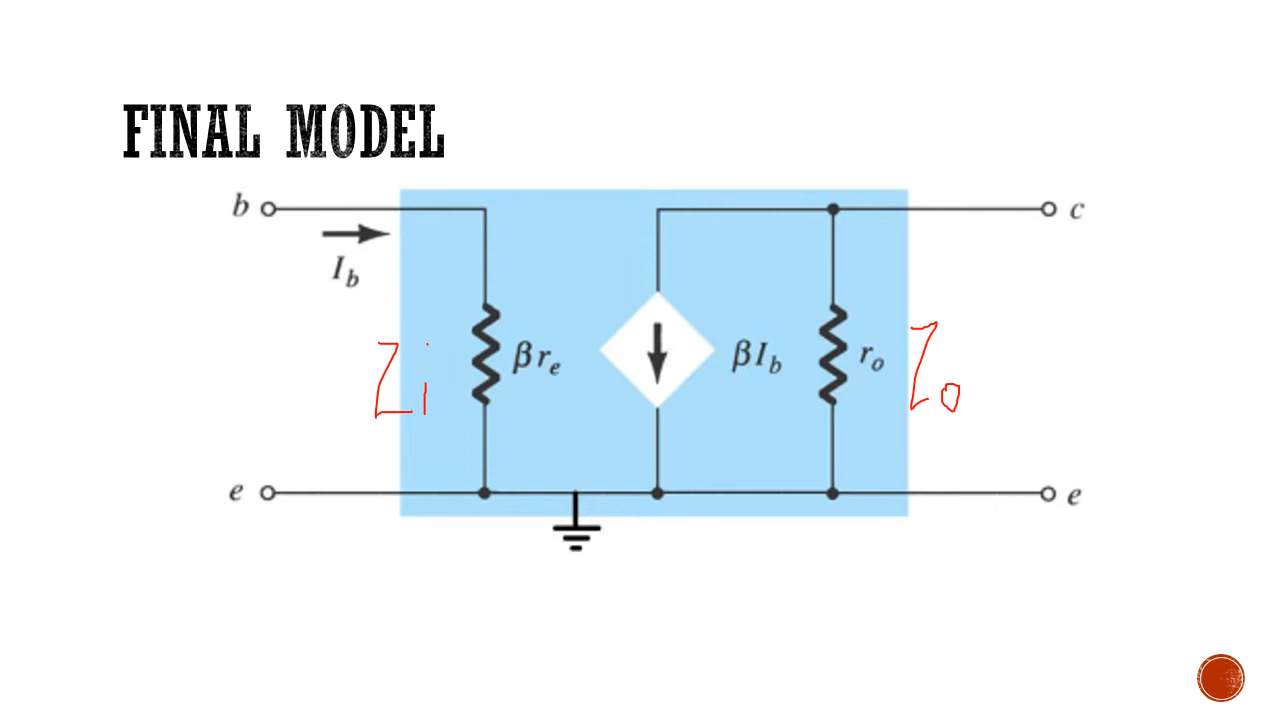 FINAL MODEL
b
c
I_b
Zi
βr_e
βI_b
r_o
Zo
e
e